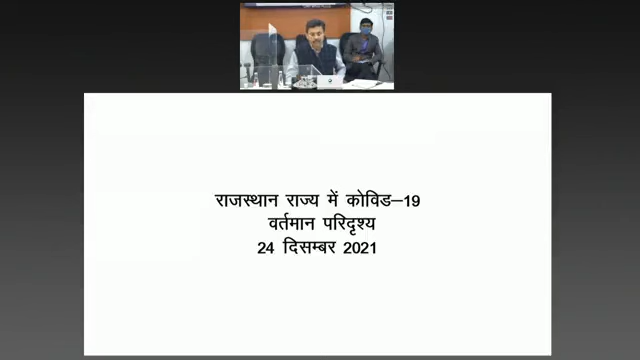 राजस्थान राज्य में कोविड–19
वर्तमान परिदृश्य
24 दिसम्बर 2021